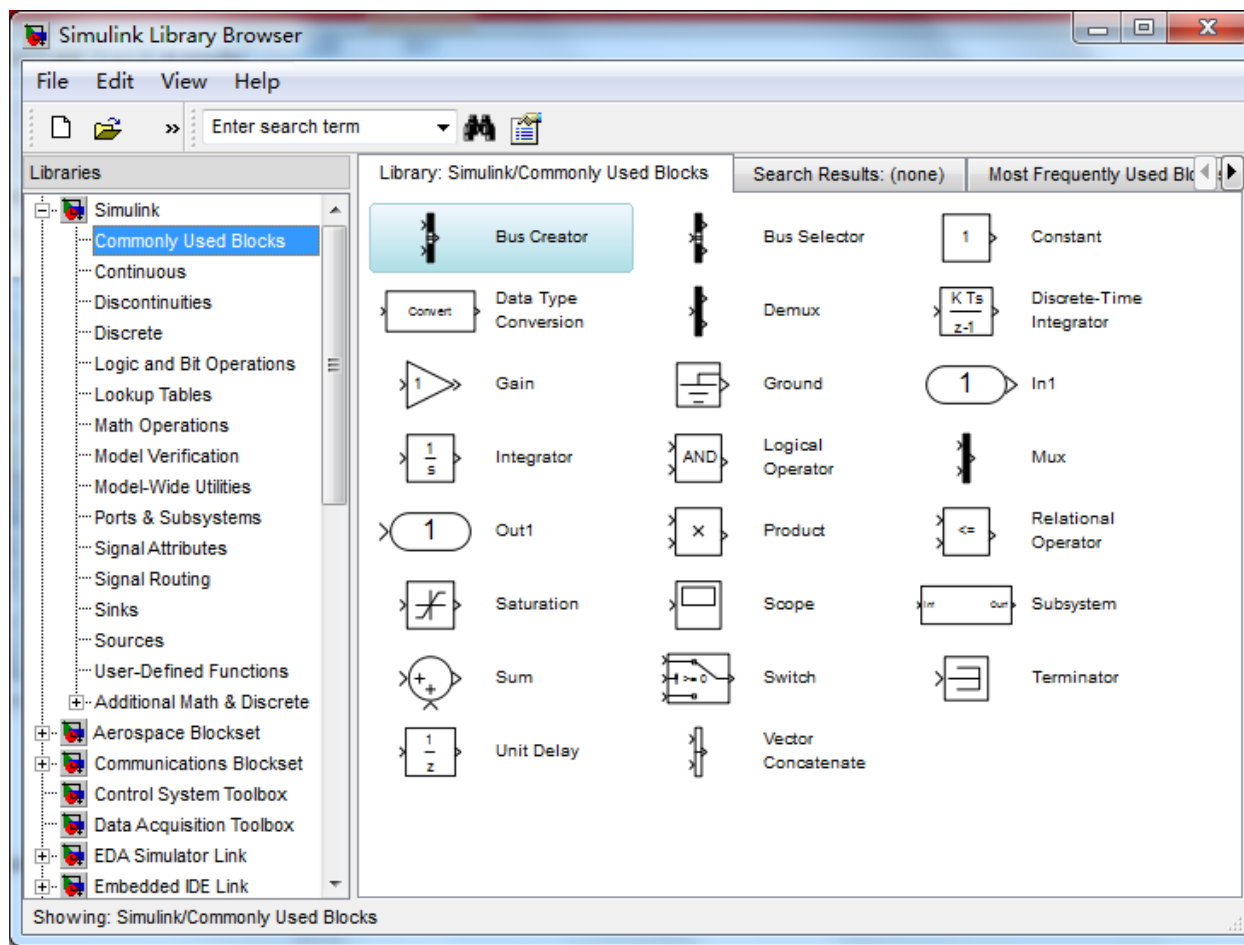 Simulink Library Browser
File Edit View Help
» Enter search term
Libraries
Library: Simulink/Commonly Used Blocks
Search Results: (none)
Most Frequently Used
Simulink
Commonly Used Blocks
Continuous
Discontinuities
Discrete
Logic and Bit Operations
Lookup Tables
Math Operations
Model Verification
Model-Wide Utilities
Ports & Subsystems
Signal Attributes
Signal Routing
Sinks
Sources
User-Defined Functions
Additional Math & Discrete
Aerospace Blockset
Communications Blockset
Control System Toolbox
Data Acquisition Toolbox
EDA Simulator Link
Embedded IDE Link
Bus Creator
Bus Selector
1 Constant
Convert Data Type
Conversion
Demux
K Ts
z-1
Discrete-Time
Integrator
1 Gain
Ground
1 In1
1
s
Integrator
AND Logical
Operator
Mux
1 Out1
× Product
<= Relational
Operator
Saturation
Scope
In1 Out1 Subsystem
+
+
Sum
>= 0 Switch
Terminator
1
z
Unit Delay
Vector
Concatenate
Showing: Simulink/Commonly Used Blocks